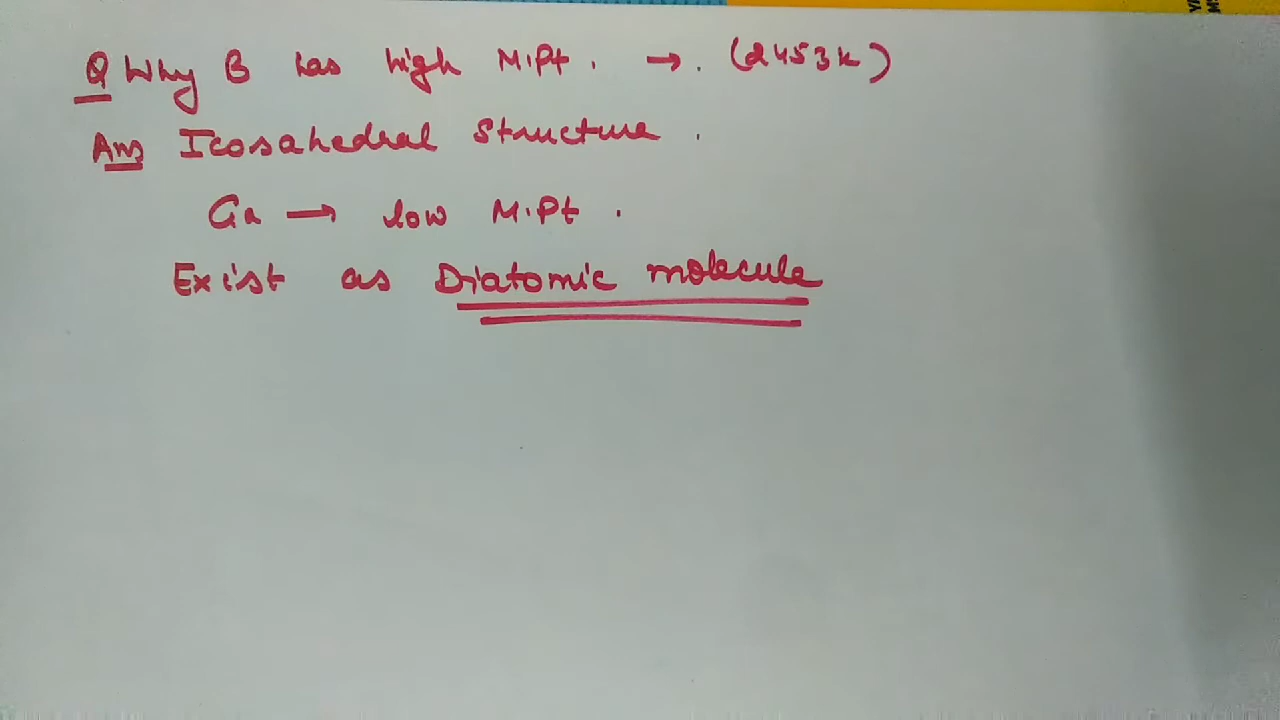 Q Why B has high M.Pt. →. (2453K)
Ans Icosahedral Structure.
Ga → low M.Pt.
Exist as Diatomic molecule